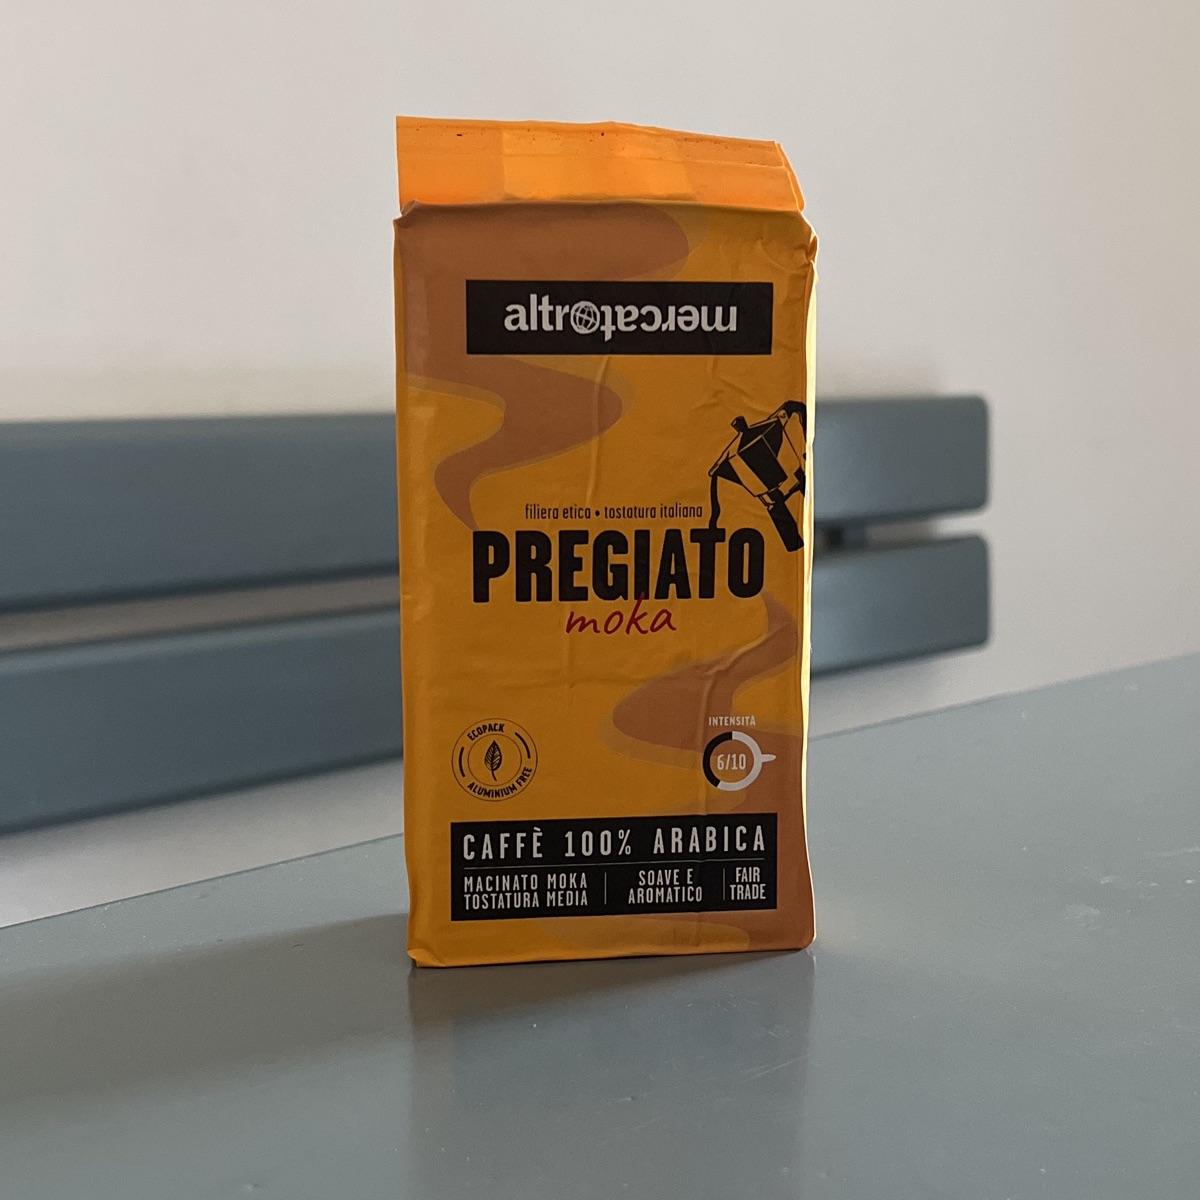 altromercato
filiera etica • tostatura italiana
PREGIATO
moka
ECOPACK
ALUMINIUM FREE
INTENSITÀ
6/10
CAFFÈ 100% ARABICA
MACINATO MOKA
TOSTATURA MEDIA
SOAVE E
AROMATICO
FAIR
TRADE